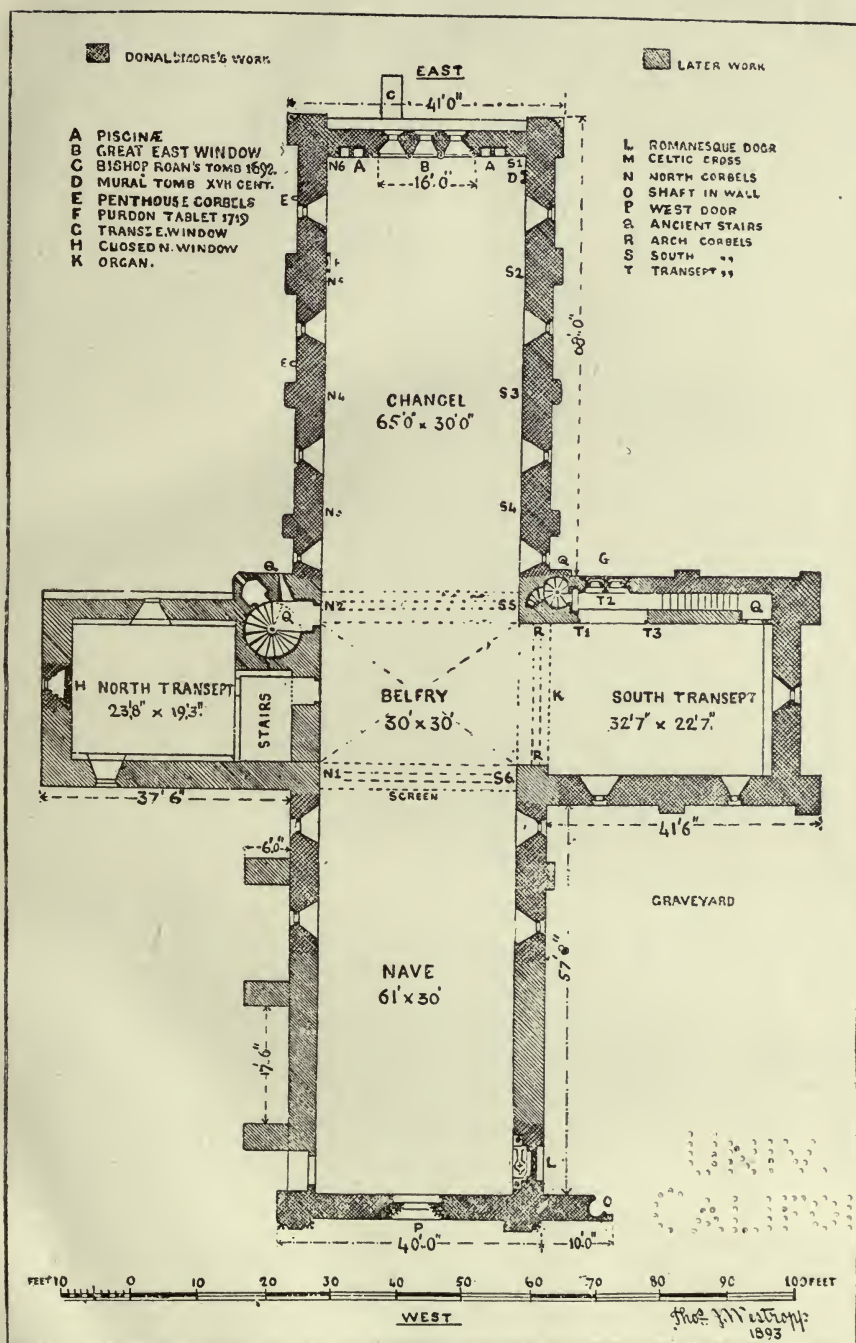 DONALDMORE'S WORK
EAST
LATER WORK
41'0"
C
A PISCINÆ
B GREAT EAST WINDOW
C BISHOP ROAN'S TOMB 1692.
D MURAL TOMB XVII CENT.
E PENTHOUSE CORBELS
F PURDON TABLET 1719
G TRANSE. E. WINDOW
H CLOSED N. WINDOW
K ORGAN.
L ROMANESQUE DOOR
M CELTIC CROSS
N NORTH CORBELS
O SHAFT IN WALL
P WEST DOOR
Q ANCIENT STAIRS
R ARCH CORBELS
S SOUTH „
T TRANSEPT „
N6 A B A S1
16'0"
D
E
F
N5
S2
68'0"
E
N4
CHANCEL
65'0" × 30'0"
S3
N3
S4
Q
Q G
N2
S5
T2
Q
Q
R T1 T3
H NORTH TRANSEPT
23'8" × 19'3"
STAIRS
BELFRY
30' × 30'
K
SOUTH TRANSEPT
32'7" × 22'7"
R
N1
S6
SCREEN
37'6"
41'6"
6'0"
GRAVEYARD
57'8"
NAVE
61' × 30'
17'6"
L
O
P
40'0"
10'0"
UNIV.
FEET 10 0 10 20 30 40 50 60 70 80 90 100 FEET
WEST
Thos. J. Westropp:
1893